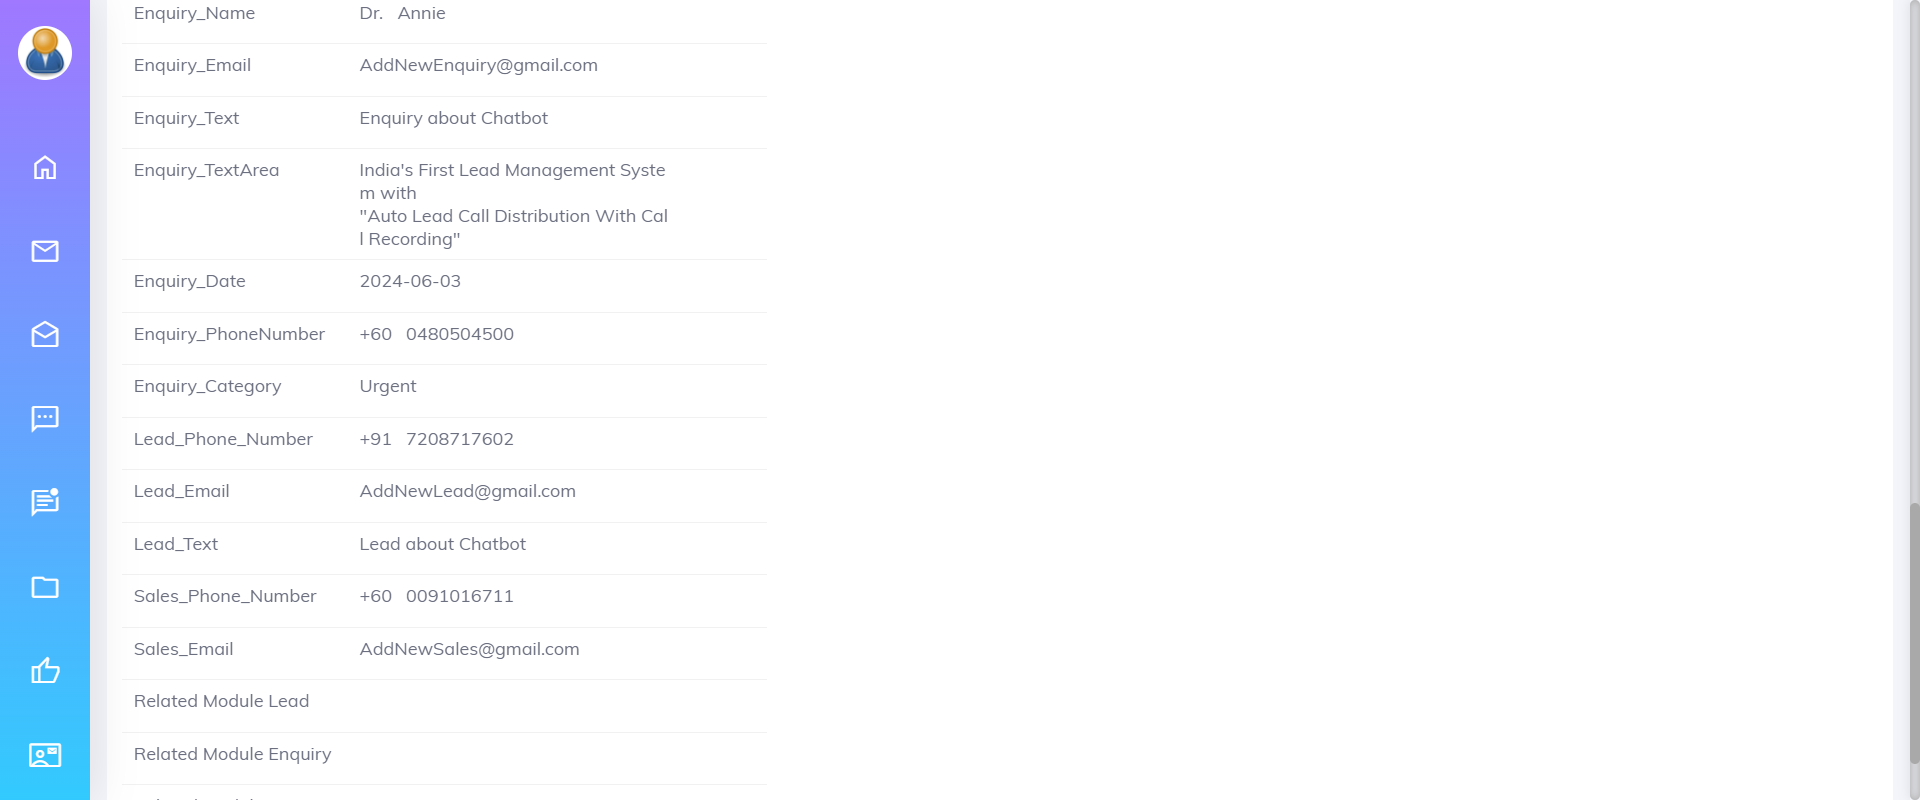 Enquiry_Name Dr. Annie
Enquiry_Email AddNewEnquiry@gmail.com
Enquiry_Text Enquiry about Chatbot
Enquiry_TextArea India's First Lead Management Syste
m with
"Auto Lead Call Distribution With Cal
l Recording"
Enquiry_Date 2024-06-03
Enquiry_PhoneNumber +60 0480504500
Enquiry_Category Urgent
Lead_Phone_Number +91 7208717602
Lead_Email AddNewLead@gmail.com
Lead_Text Lead about Chatbot
Sales_Phone_Number +60 0091016711
Sales_Email AddNewSales@gmail.com
Related Module Lead
Related Module Enquiry